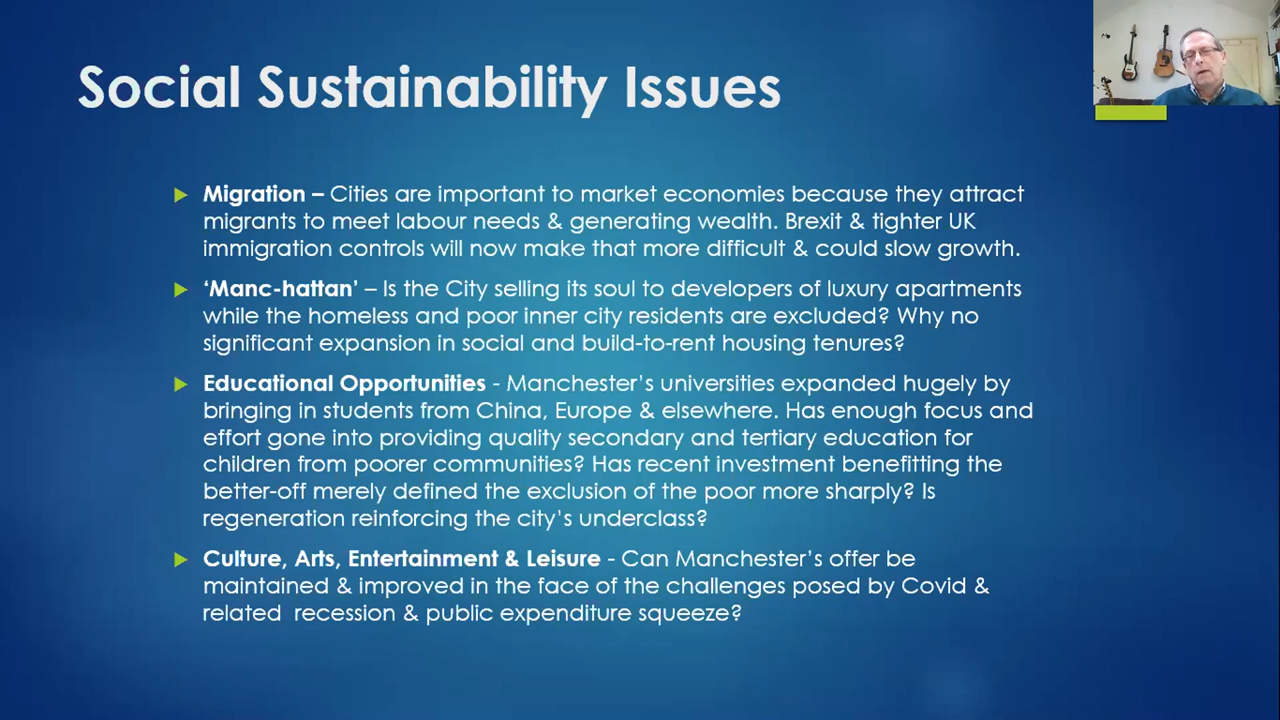 Social Sustainability Issues
Migration – Cities are important to market economies because they attract
migrants to meet labour needs & generating wealth. Brexit & tighter UK
immigration controls will now make that more difficult & could slow growth.
‘Manc-hattan’ – Is the City selling its soul to developers of luxury apartments
while the homeless and poor inner city residents are excluded? Why no
significant expansion in social and build-to-rent housing tenures?
Educational Opportunities - Manchester’s universities expanded hugely by
bringing in students from China, Europe & elsewhere. Has enough focus and
effort gone into providing quality secondary and tertiary education for
children from poorer communities? Has recent investment benefitting the
better-off merely defined the exclusion of the poor more sharply? Is
regeneration reinforcing the city’s underclass?
Culture, Arts, Entertainment & Leisure - Can Manchester’s offer be
maintained & improved in the face of the challenges posed by Covid &
related  recession & public expenditure squeeze?